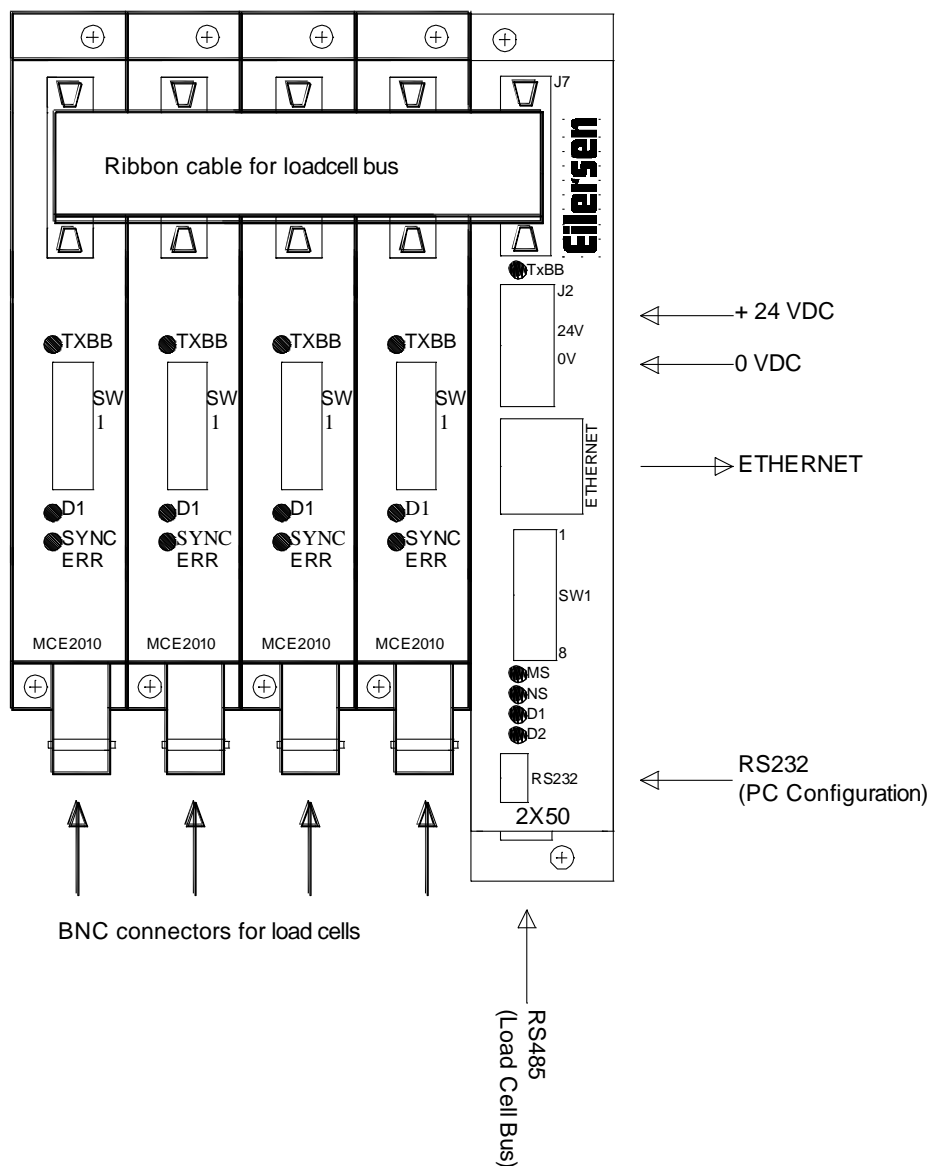 J7
Ribbon cable for loadcell bus
Eilersen
TxBB
J2
24V
0V
+ 24 VDC
0 VDC
TXBB
TXBB
TXBB
TXBB
SW
1
SW
1
SW
1
SW
1
ETHERNET
ETHERNET
D1
D1
D1
D1
SYNC
ERR
SYNC
ERR
SYNC
ERR
SYNC
ERR
1
SW1
8
MCE2010
MCE2010
MCE2010
MCE2010
MS
NS
D1
D2
RS232
2X50
RS232
(PC Configuration)
BNC connectors for load cells
RS485
(Load Cell Bus)